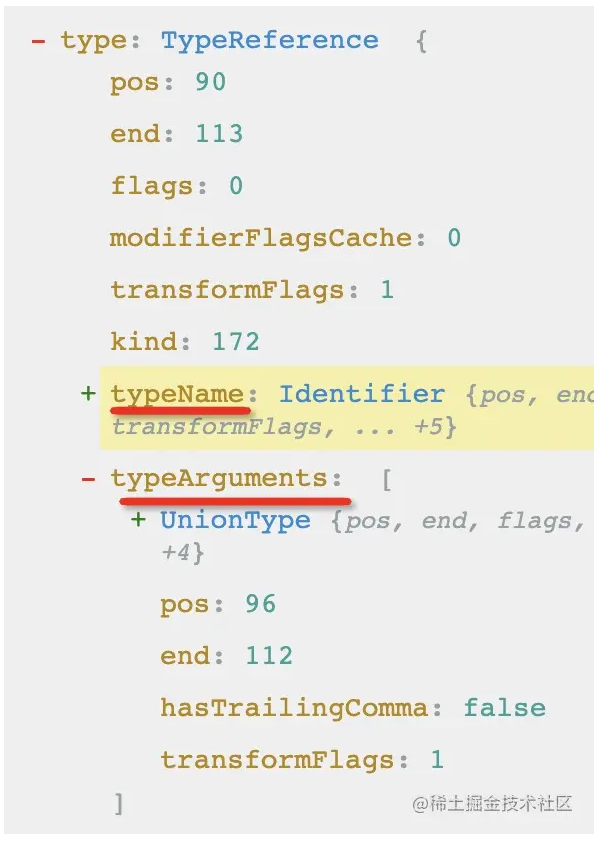 - type: TypeReference {
pos: 90
end: 113
flags: 0
modifierFlagsCache: 0
transformFlags: 1
kind: 172
+ typeName: Identifier {pos, end
transformFlags, ... +5}
- typeArguments: [
+ UnionType {pos, end, flags,
+4}
pos: 96
end: 112
hasTrailingComma: false
transformFlags: 1
]
@稀土掘金技术社区